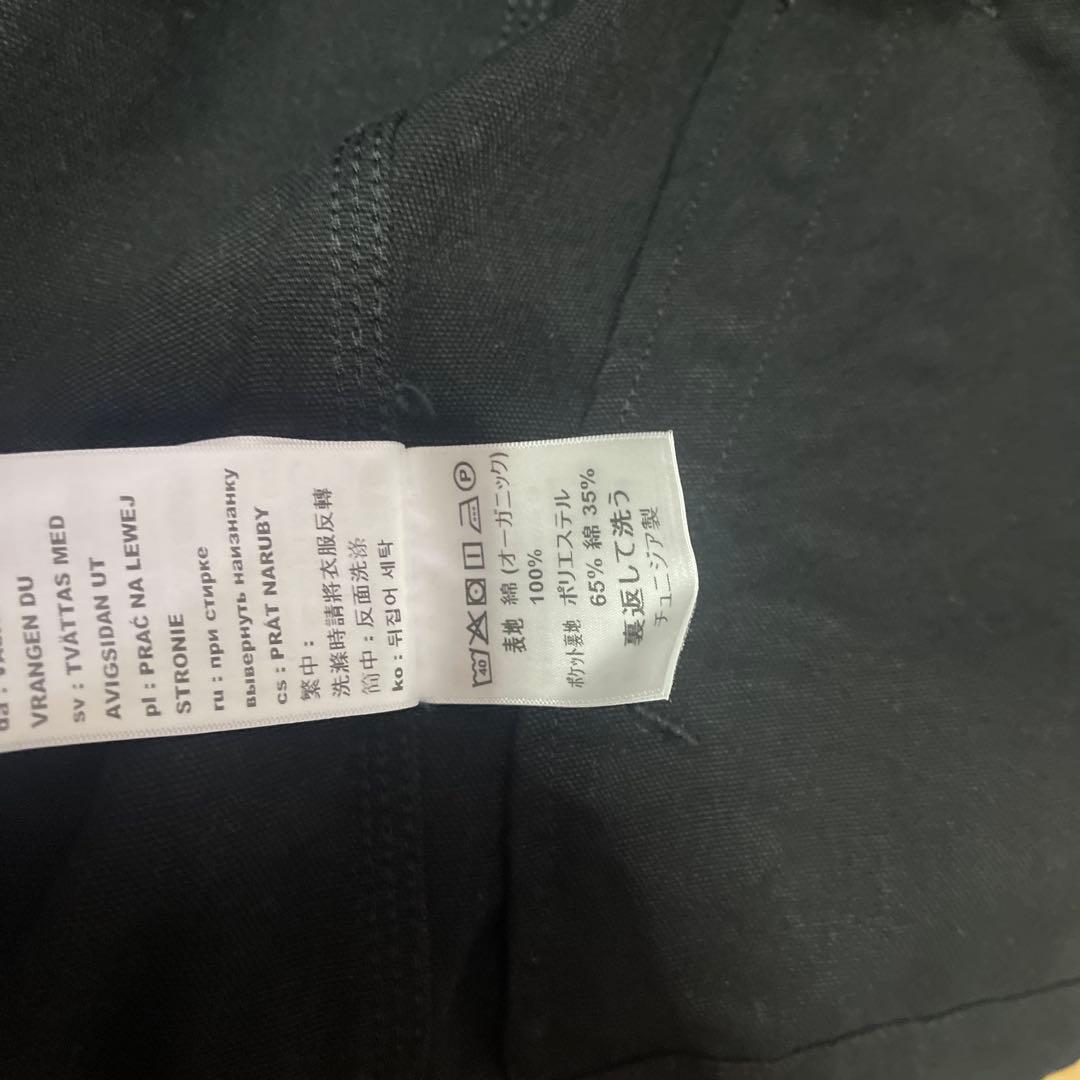 VRANGEN DU
sv : TVÄTTAS MED
AVIGSIDAN UT
pl : PRAĆ NA LEWEJ
STRONIE
ru : при стирке
вывернуть наизнанку
cs : PRÁT NARUBY
繁中 :
洗滌時請將衣服反轉
简中 : 反面洗涤
ko : 뒤집어 세탁
40 P
表地 綿 (オーガニック)
100%
ポケット裏地 ポリエステル
65% 綿 35%
裏返して洗う
チュニジア製